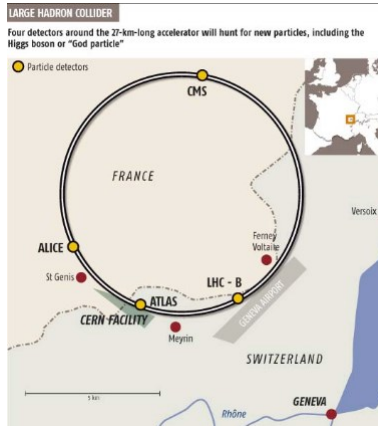 LARGE HADRON COLLIDER
Four detectors around the 27-km-long accelerator will hunt for new particles, including the
Higgs boson or "God particle"
Particle detectors
CMS
FRANCE
Versoix
Ferney
Voltaire
ALICE
St Genis
LHC - B
ATLAS
GENEVA AIRPORT
CERN FACILITY
Meyrin
SWITZERLAND
5 km
GENEVA
Rhône